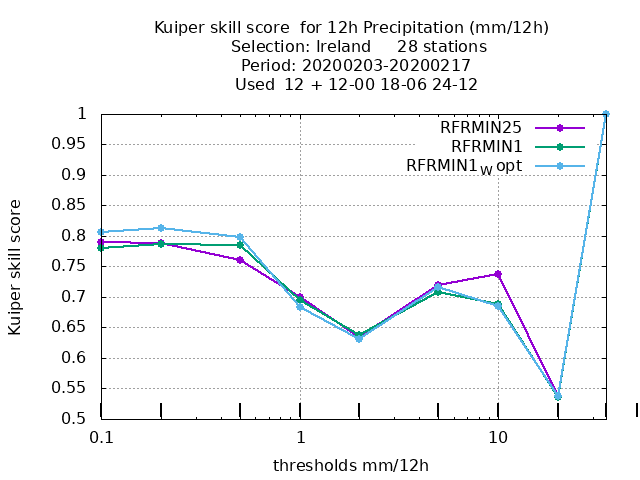 Kuiper skill score  for 12h Precipitation (mm/12h)
Selection: Ireland     28 stations
Period: 20200203-20200217
Used  12 + 12-00 18-06 24-12
RFRMIN25
RFRMIN1
RFRMIN1W opt
1
0.95
0.9
0.85
0.8
0.75
0.7
0.65
0.6
0.55
0.5
Kuiper skill score
0.1
1
10
thresholds mm/12h